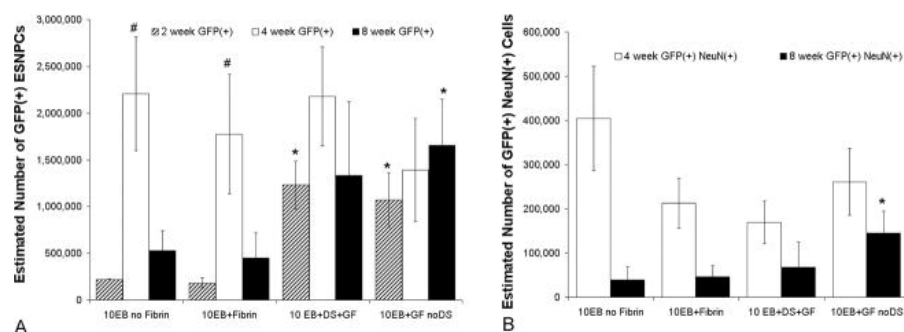 3,000,000
2,500,000
2,000,000
1,500,000
1,000,000
500,000
0
Estimated Number of GFP(+) ESNPCs
2 week GFP(+) 4 week GFP(+) 8 week GFP(+)
#
#
*
*
*
10EB no Fibrin 10EB+Fibrin 10 EB+DS+GF 10EB+GF noDS
A
600,000
500,000
400,000
300,000
200,000
100,000
0
Estimated Number of GFP(+) NeuN(+) Cells
4 week GFP(+) NeuN(+) 8 week GFP(+) NeuN(+)
*
10EB no Fibrin 10EB+Fibrin 10 EB+DS+GF 10EB+GF noDS
B